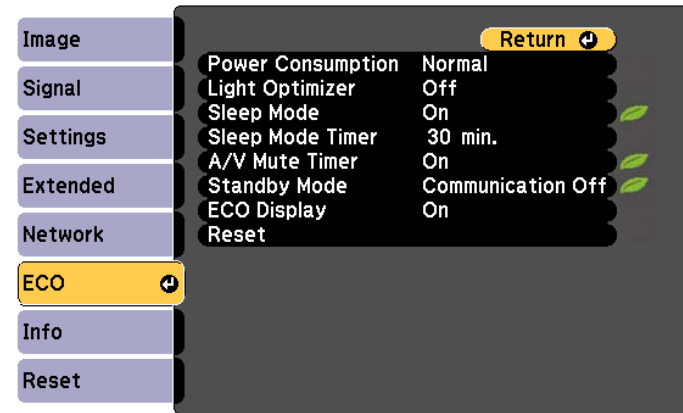 Image
Signal
Settings
Extended
Network
ECO
Info
Reset
Return
Power Consumption Normal
Light Optimizer Off
Sleep Mode On
Sleep Mode Timer 30 min.
A/V Mute Timer On
Standby Mode Communication Off
ECO Display On
Reset